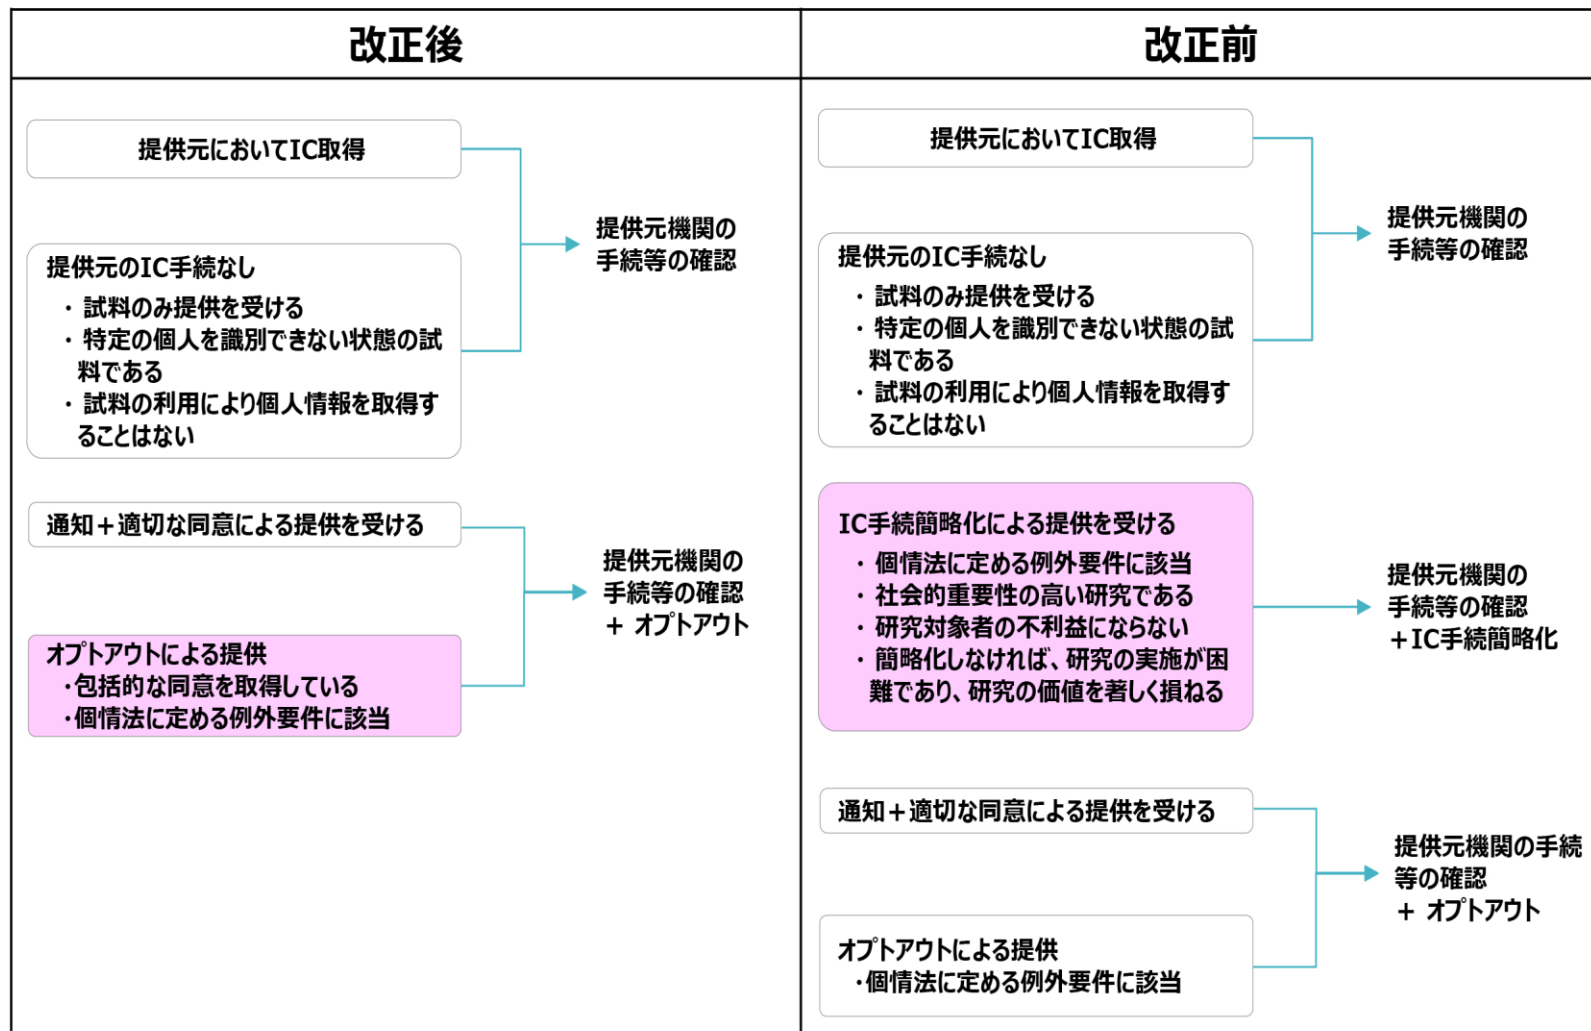 改正後
提供元においてIC取得
提供元のIC手続なし
・ 試料のみ提供を受ける
・ 特定の個人を識別できない状態の試
料である
・ 試料の利用により個人情報を取得す
ることはない
提供元機関の
手続等の確認
通知＋適切な同意による提供を受ける
オプトアウトによる提供
・包括的な同意を取得している
・個情法に定める例外要件に該当
提供元機関の
手続等の確認
+ オプトアウト
改正前
提供元においてIC取得
提供元のIC手続なし
・ 試料のみ提供を受ける
・ 特定の個人を識別できない状態の試
料である
・ 試料の利用により個人情報を取得す
ることはない
提供元機関の
手続等の確認
IC手続簡略化による提供を受ける
・ 個情法に定める例外要件に該当
・ 社会的重要性の高い研究である
・ 研究対象者の不利益にならない
・ 簡略化しなければ、研究の実施が困
難であり、研究の価値を著しく損ねる
提供元機関の
手続等の確認
+IC手続簡略化
通知＋適切な同意による提供を受ける
オプトアウトによる提供
・個情法に定める例外要件に該当
提供元機関の手続
等の確認
+ オプトアウト